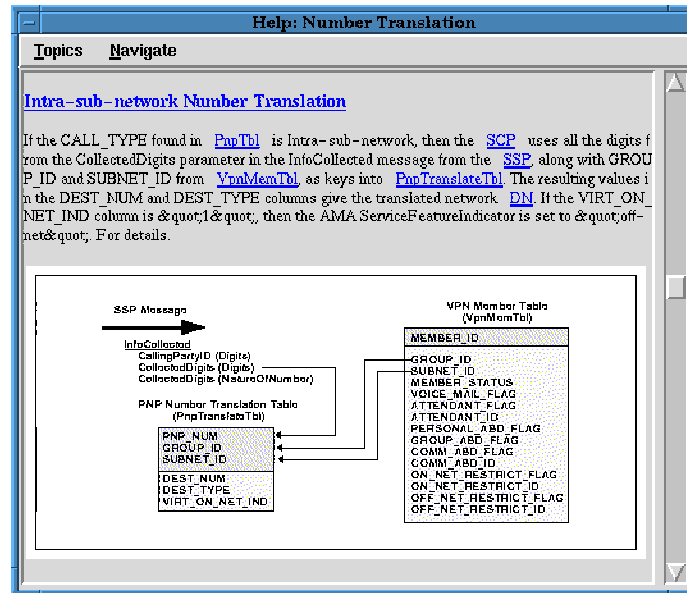 Help: Number Translation
Topics Navigate
Intra-sub-network Number Translation
If the CALL_TYPE found in PnpTbl is Intra-sub-network, then the SCP uses all the digits f
rom the CollectedDigits parameter in the InfoCollected message from the SSP, along with GROU
P_ID and SUBNET_ID from VpnMemTbl, as keys into PnpTranslateTbl. The resulting values i
n the DEST_NUM and DEST_TYPE columns give the translated network DN. If the VIRT_ON_
NET_IND column is &quot;1&quot;, then the AMA ServiceFeatureIndicator is set to &quot;off-
net&quot;. For details.
SSP Message
InfoCollected
CallingPartyID (Digits)
CollectedDigits (Digits)
CollectedDigits (NatureOfNumber)
PNP Number Translation Table
(PnpTranslateTbl)
PNP_NUM
GROUP_ID
SUBNET_ID
DEST_NUM
DEST_TYPE
VIRT_ON_NET_IND
VPN Member Table
(VpnMemTbl)
MEMBER_ID
GROUP_ID
SUBNET_ID
MEMBER_STATUS
VOICE_MAIL_FLAG
ATTENDANT_FLAG
ATTENDANT_ID
PERSONAL_ABD_FLAG
GROUP_ABD_FLAG
COMM_ABD_FLAG
COMM_ABD_ID
ON_NET_RESTRICT_FLAG
ON_NET_RESTRICT_ID
OFF_NET_RESTRICT_FLAG
OFF_NET_RESTRICT_ID